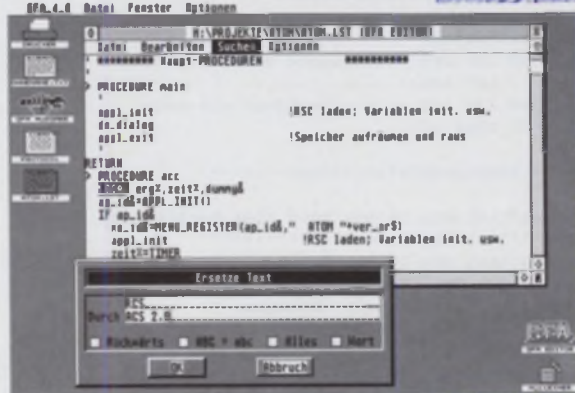 GFA_4.0 Datei Fenster Optionen
H:\PROJEKTE\ATOM\ATOM.LST (GFA EDITOR)
Datei Bearbeiten Suchen Optionen
' ********* Haupt-PROCEDUREN **********
> PROCEDURE main
appl_init !RSC laden; Variablen init. usw.
do_dialog
appl_exit !Speicher aufräumen und raus
RETURN
> PROCEDURE acc
erg%,zeit%,dummy&
ap_id&=APPL_INIT()
IF ap_id&
me_id&=MENU_REGISTER(ap_id&," ATOM "+ver_nr$)
appl_init !RSC laden; Variablen init. usw.
zeit%=TIMER
Ersetze Text
ACS
Durch ACS 2.0
Rückwärts ABC = abc Alles Wort
OK Abbruch
GFA EDITOR